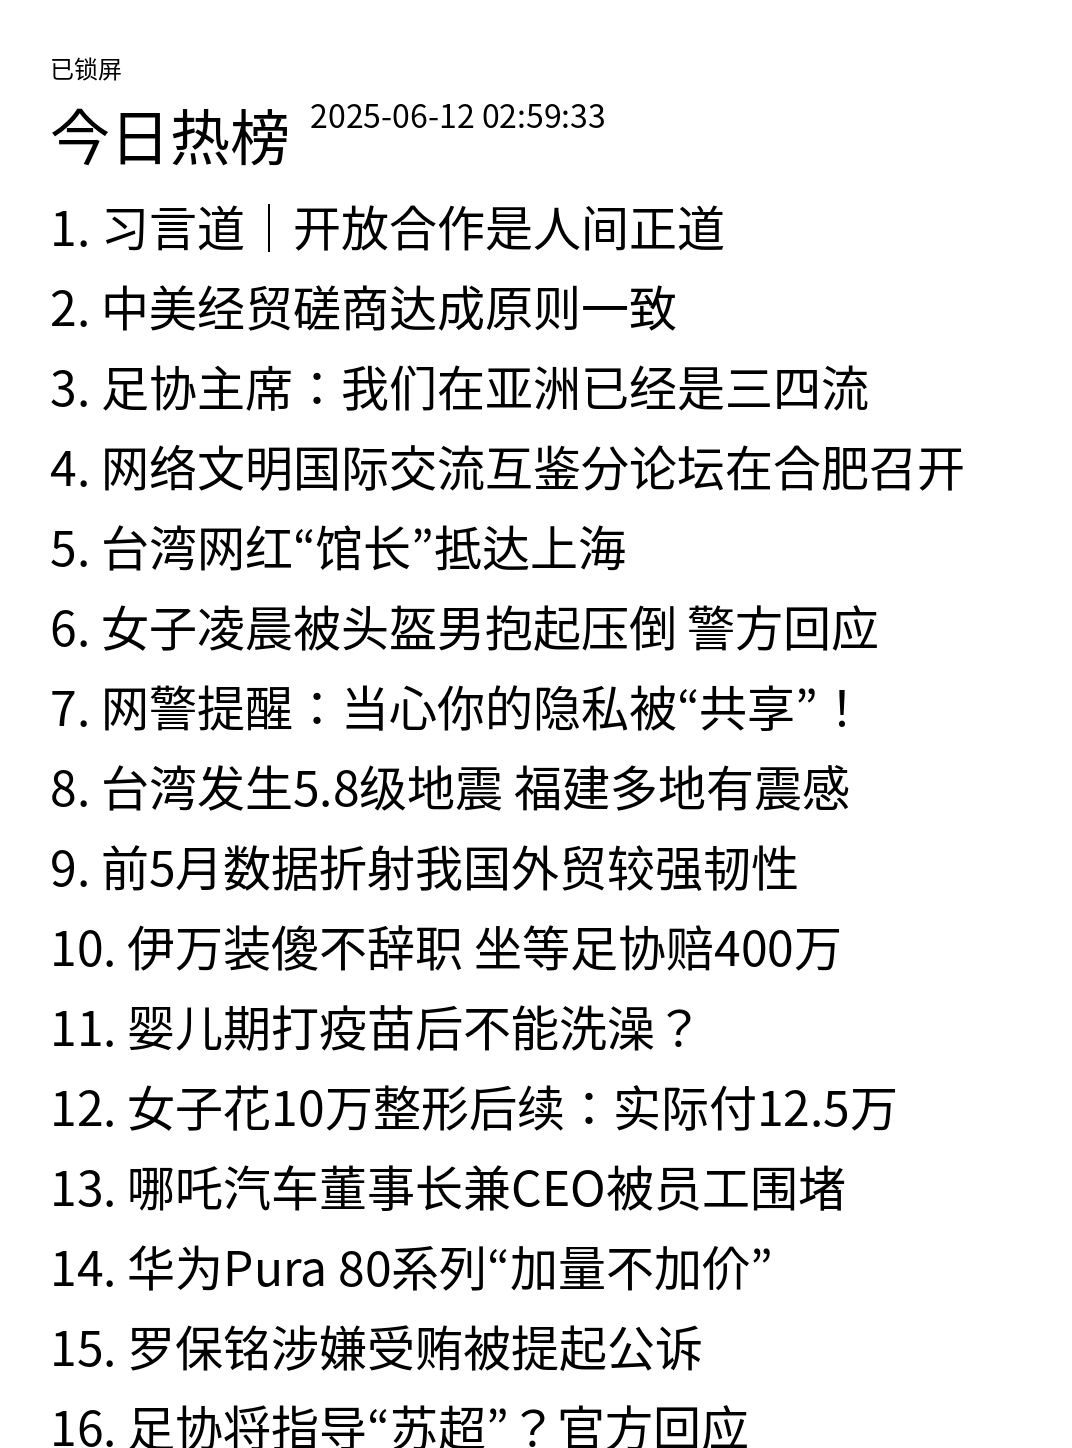 已锁屏
今日热榜 2025-06-12 02:59:33
1. 习言道｜开放合作是人间正道
2. 中美经贸磋商达成原则一致
3. 足协主席：我们在亚洲已经是三四流
4. 网络文明国际交流互鉴分论坛在合肥召开
5. 台湾网红“馆长”抵达上海
6. 女子凌晨被头盔男抱起压倒 警方回应
7. 网警提醒：当心你的隐私被“共享”！
8. 台湾发生5.8级地震 福建多地有震感
9. 前5月数据折射我国外贸较强韧性
10. 伊万装傻不辞职 坐等足协赔400万
11. 婴儿期打疫苗后不能洗澡？
12. 女子花10万整形后续：实际付12.5万
13. 哪吒汽车董事长兼CEO被员工围堵
14. 华为Pura 80系列“加量不加价”
15. 罗保铭涉嫌受贿被提起公诉
16. 足协将指导“苏超”？官方回应